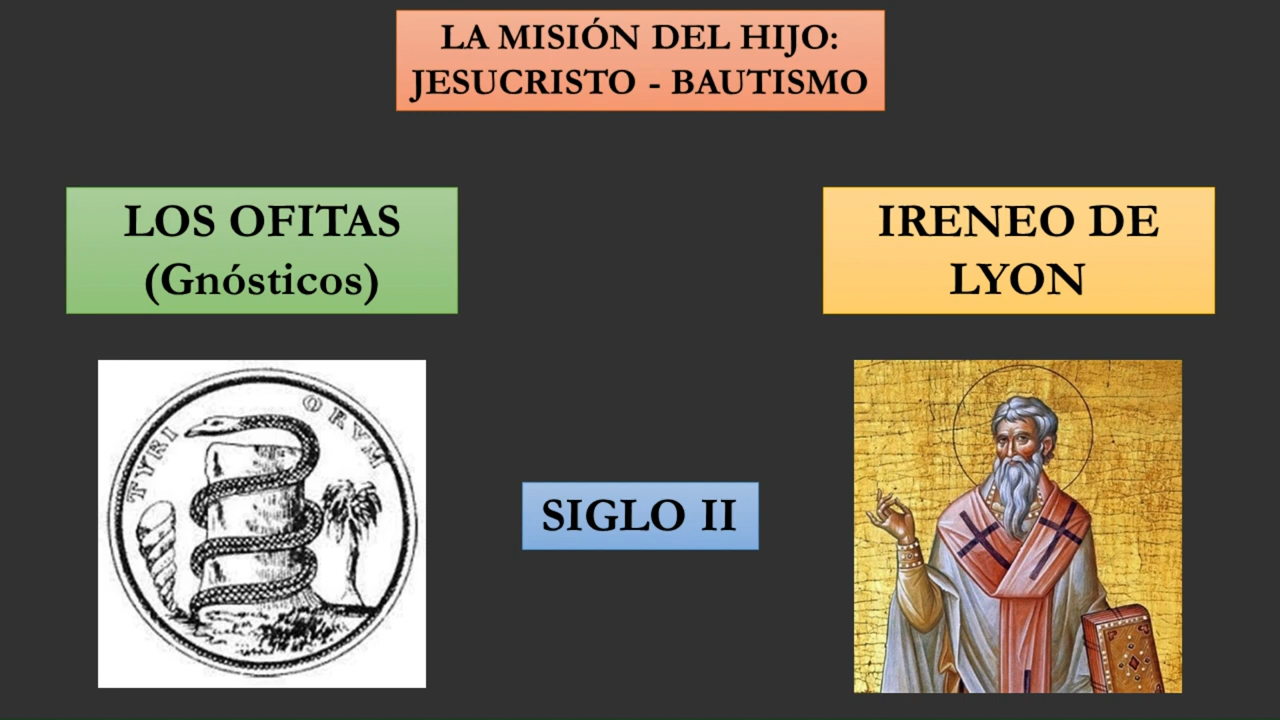 LA MISIÓN DEL HIJO:
JESUCRISTO - BAUTISMO
LOS OFITAS
(Gnósticos)
IRENEO DE
LYON
TYRI ORVM
SIGLO II